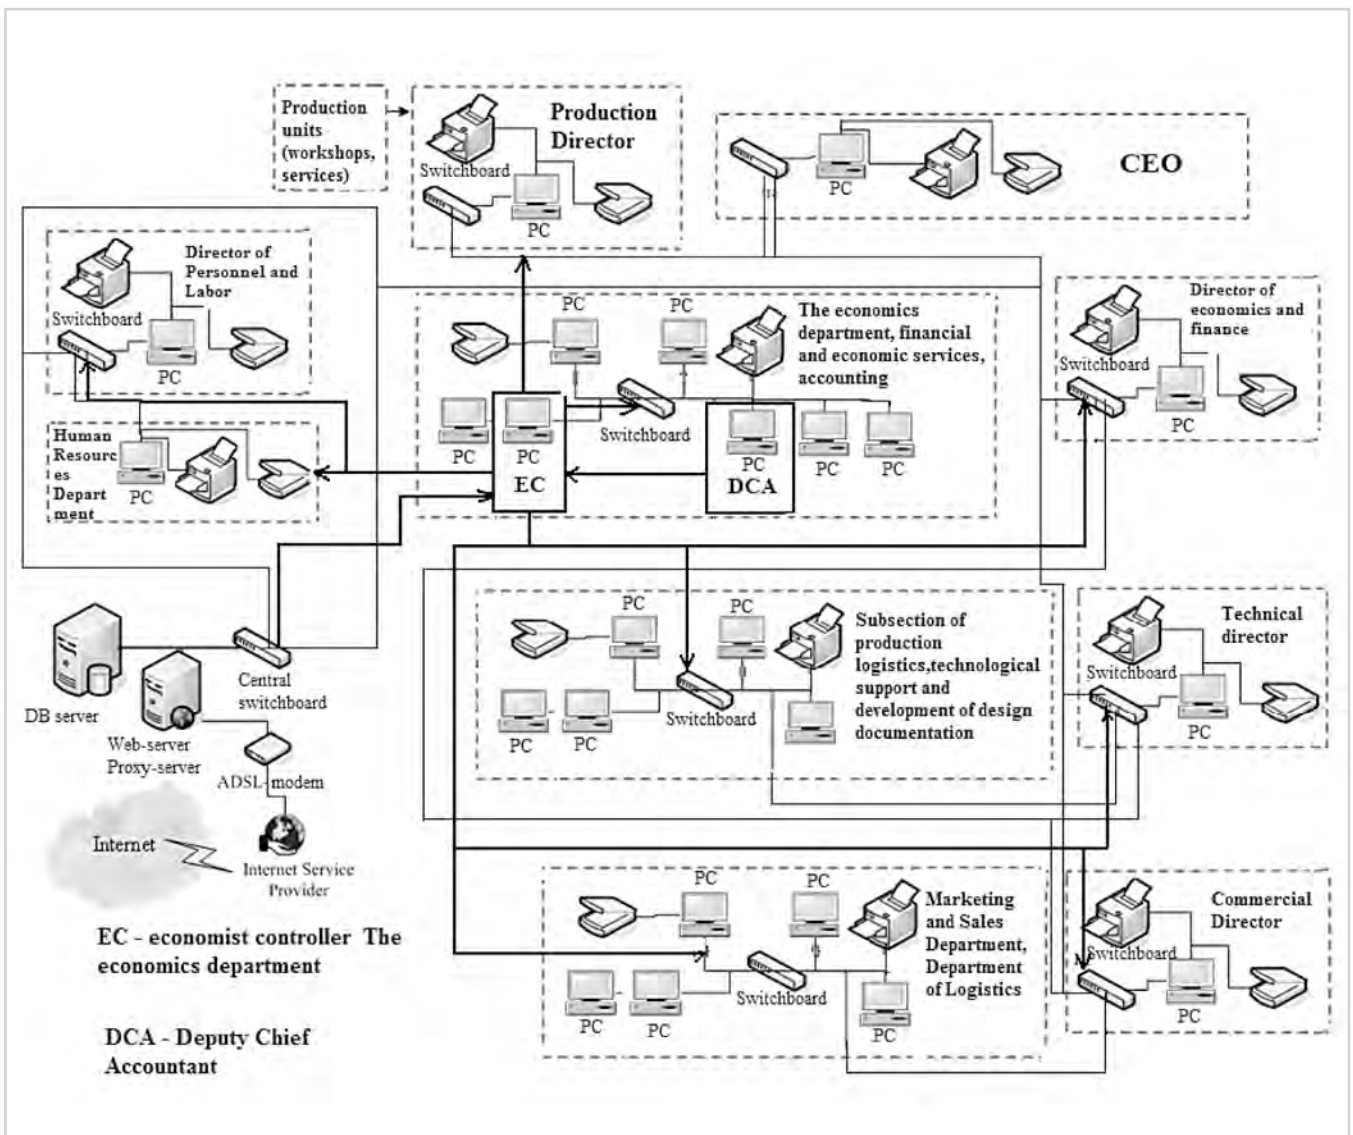 Production
units
(workshops,
services)
Production
Director
Switchboard
PC
CEO
PC
Director of
Personnel and
Labor
Switchboard
PC
Human
Resourc
es
Depart
ment
PC
PC
PC
The economics
department, financial
and economic services,
accounting
Switchboard
PC
PC
EC
PC
DCA
PC
PC
Director of
economics and
finance
Switchboard
PC
DB server
Central
switchboard
Web-server
Proxy-server
ADSL-modem
Internet
Internet Service
Provider
PC
PC
Subsection of
production
logistics,technological
support and
development of design
documentation
Switchboard
PC
PC
PC
Technical
director
Switchboard
PC
PC
PC
Marketing
and Sales
Department,
Department
of Logistics
Switchboard
PC
PC
PC
Commercial
Director
Switchboard
PC
EC - economist controller The
economics department
DCA - Deputy Chief
Accountant